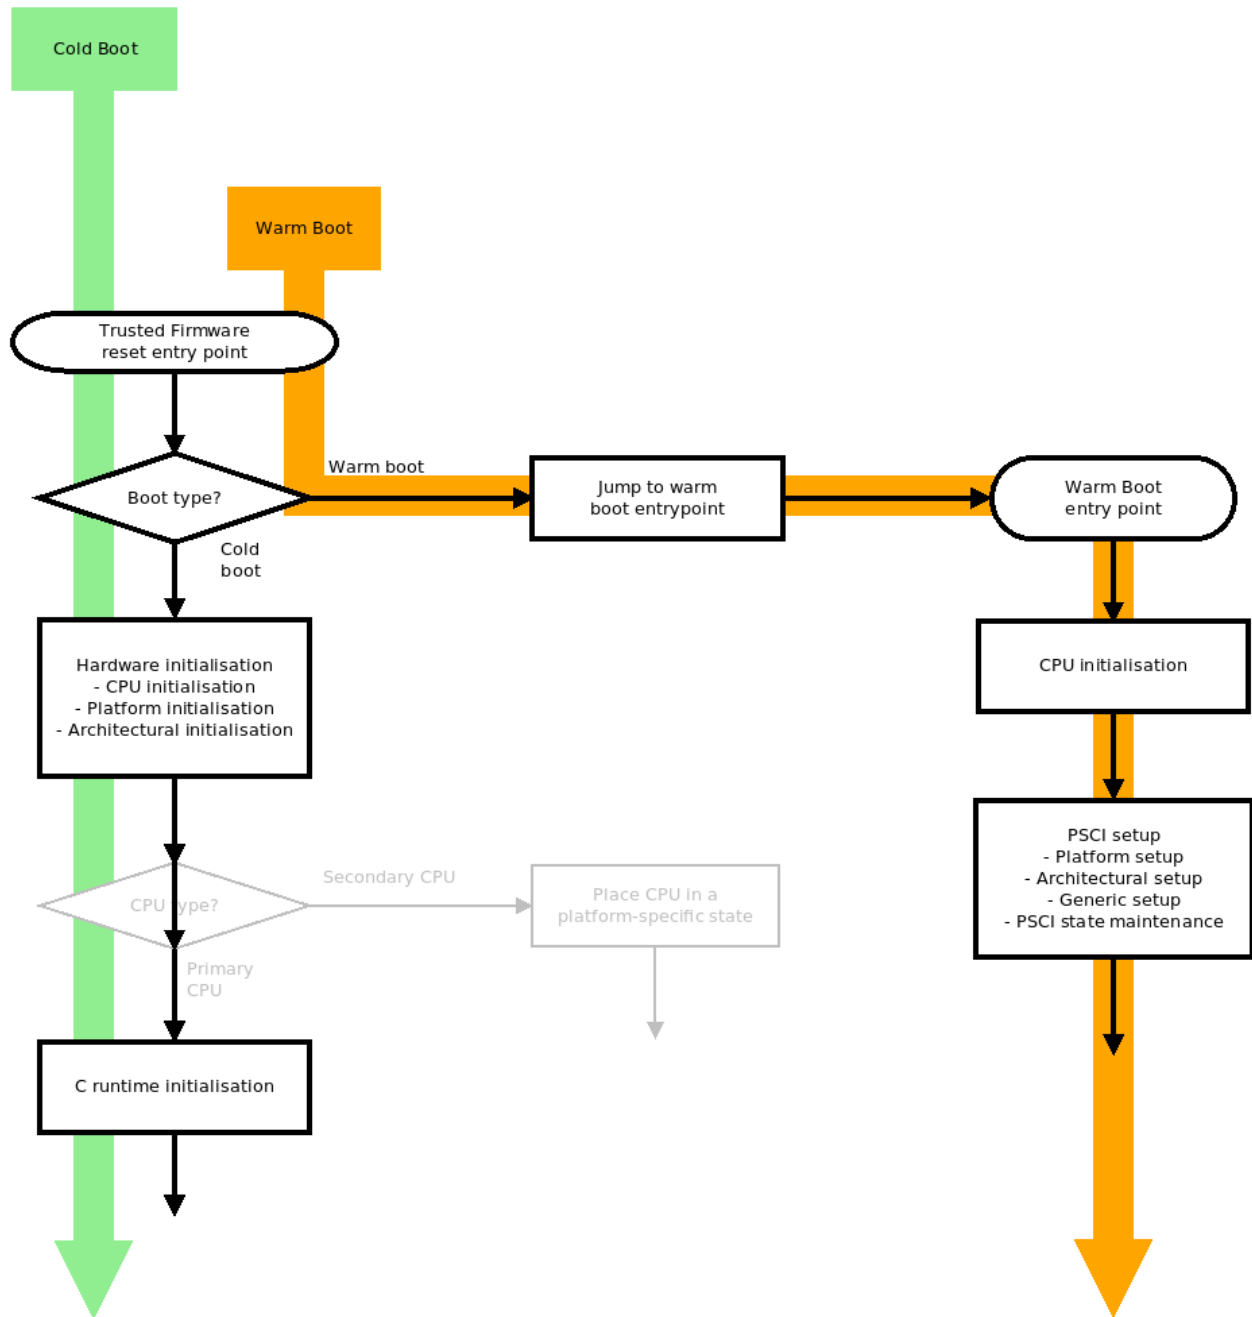 Cold Boot
Warm Boot
Trusted Firmware
reset entry point
Boot type?
Warm boot
Jump to warm
boot entrypoint
Warm Boot
entry point
Cold
boot
Hardware initialisation
- CPU initialisation
- Platform initialisation
- Architectural initialisation
CPU initialisation
PSCI setup
- Platform setup
- Architectural setup
- Generic setup
- PSCI state maintenance
CPU type?
Secondary CPU
Place CPU in a
platform-specific state
Primary
CPU
C runtime initialisation